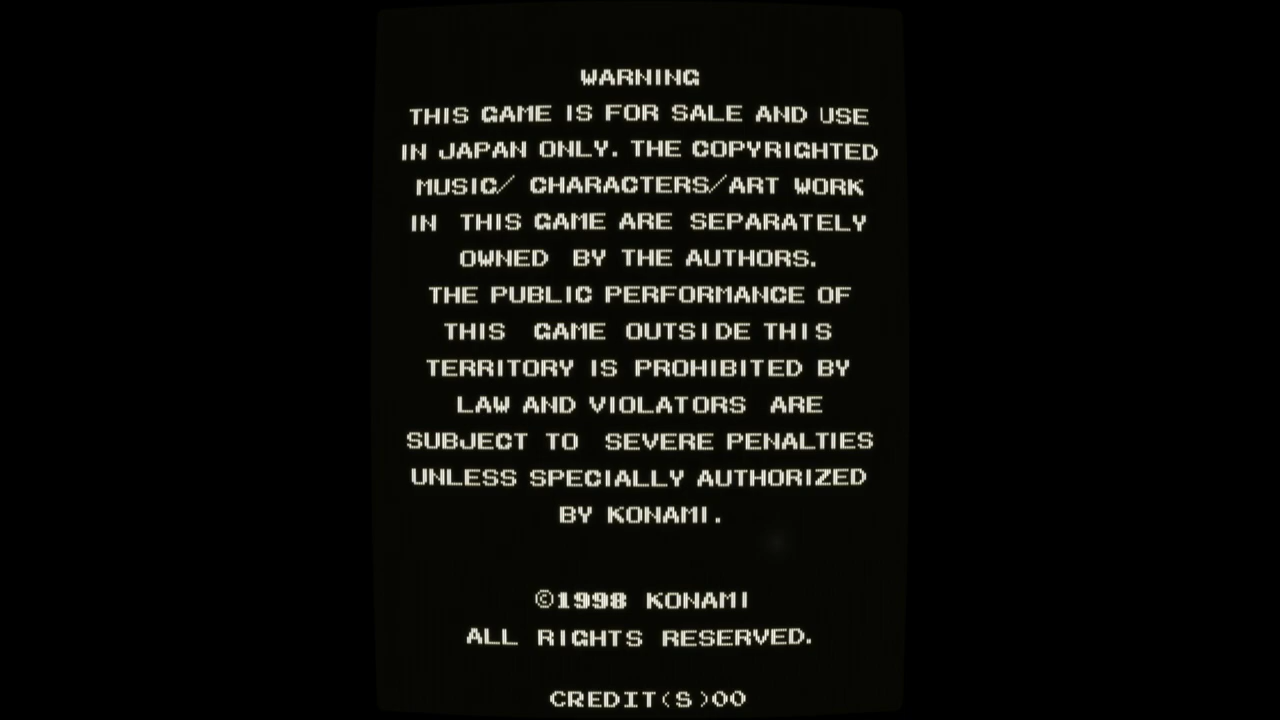 WARNING
THIS GAME IS FOR SALE AND USE
IN JAPAN ONLY. THE COPYRIGHTED
MUSIC/ CHARACTERS/ART WORK
IN THIS GAME ARE SEPARATELY
OWNED BY THE AUTHORS.
THE PUBLIC PERFORMANCE OF
THIS GAME OUTSIDE THIS
TERRITORY IS PROHIBITED BY
LAW AND VIOLATORS ARE
SUBJECT TO SEVERE PENALTIES
UNLESS SPECIALLY AUTHORIZED
BY KONAMI.
©1998 KONAMI
ALL RIGHTS RESERVED.
CREDIT(S)00